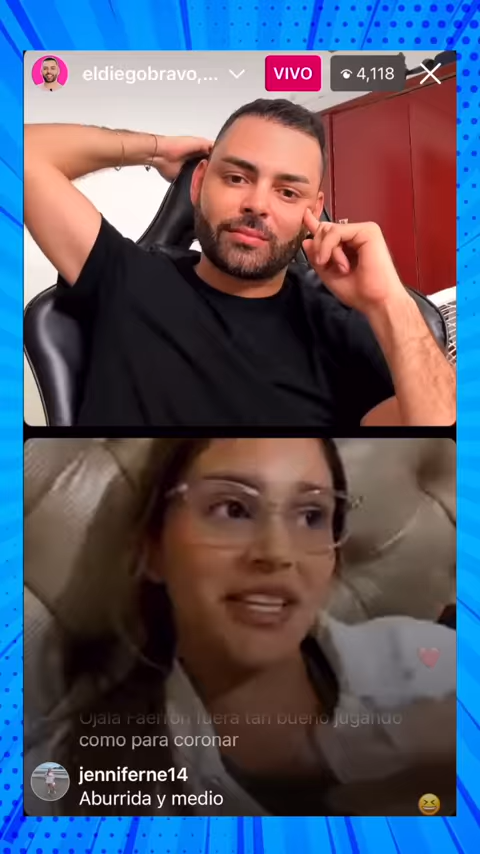 eldiegobravo,...
VIVO
4,118
Ojalá Faerron fuera tan bueno jugando
como para coronar
jenniferne14
Aburrida y medio